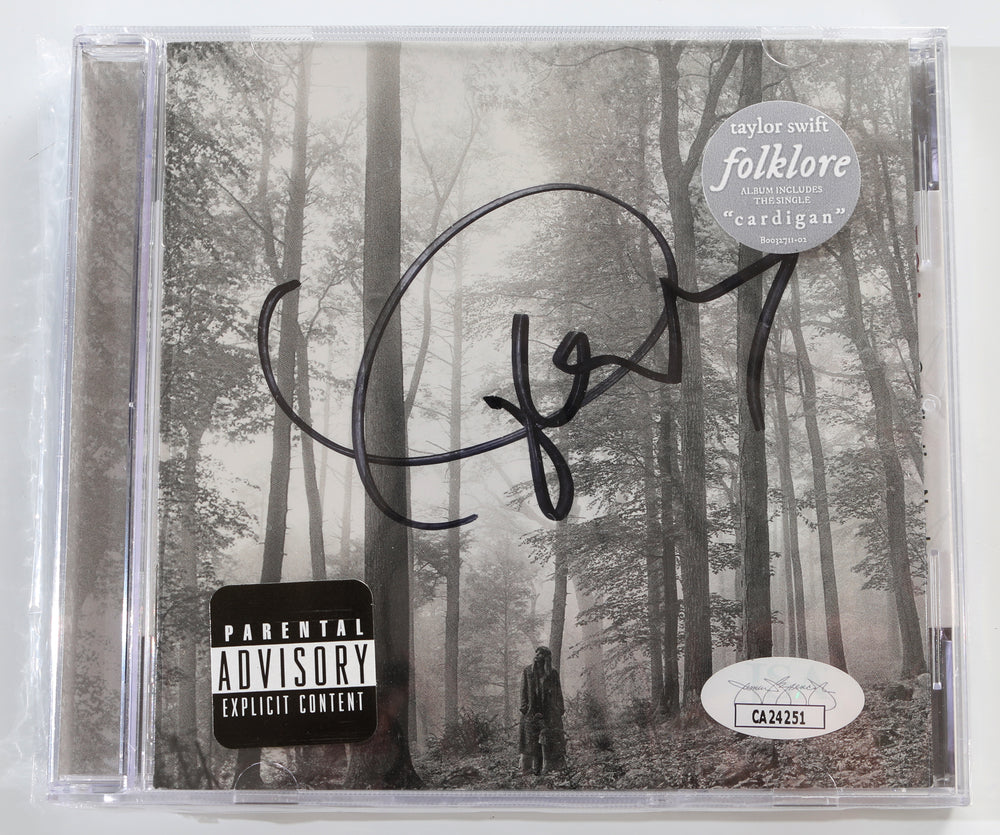 taylor swift
folklore
ALBUM INCLUDES
THE SINGLE
"cardigan"
B0032711-02
PARENTAL
ADVISORY
EXPLICIT CONTENT
CA24251